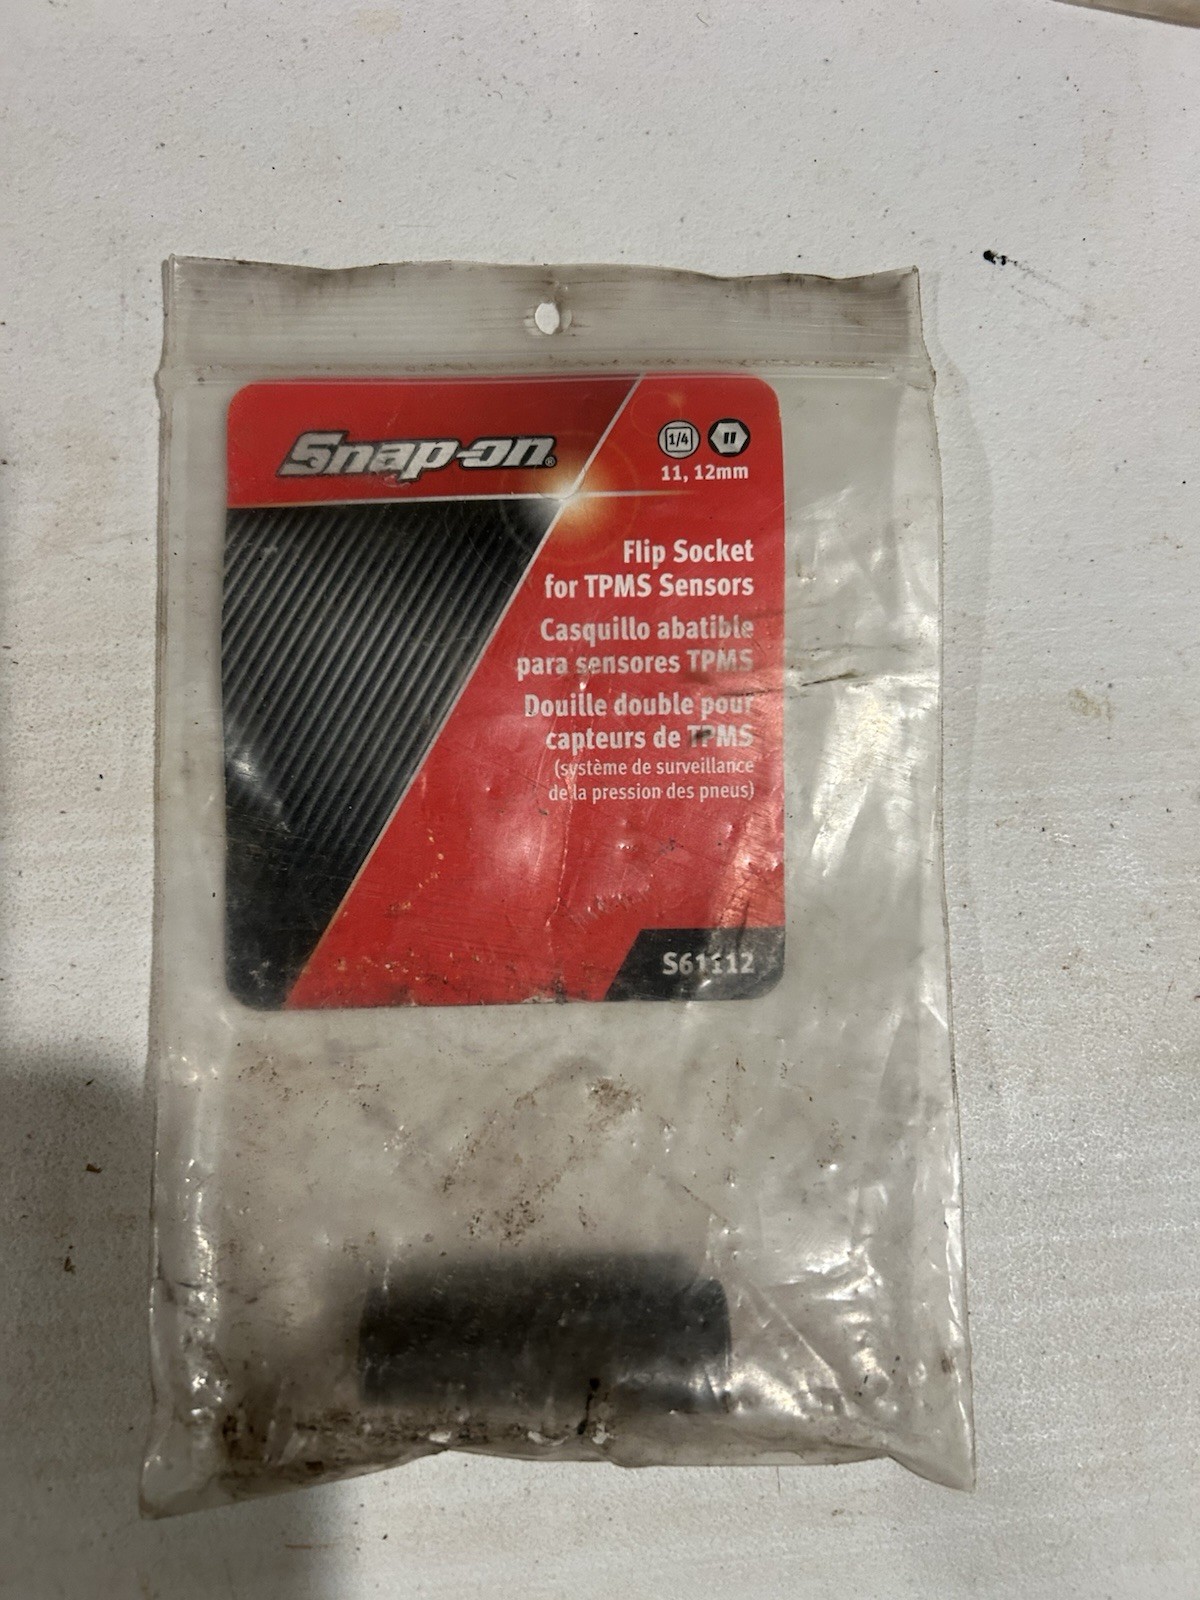 Snap-on®
1/4
11, 12mm
Flip Socket
for TPMS Sensors
Casquillo abatible
para sensores TPMS
Douille double pour
capteurs de TPMS
(système de surveillance
de la pression des pneus)
S61112